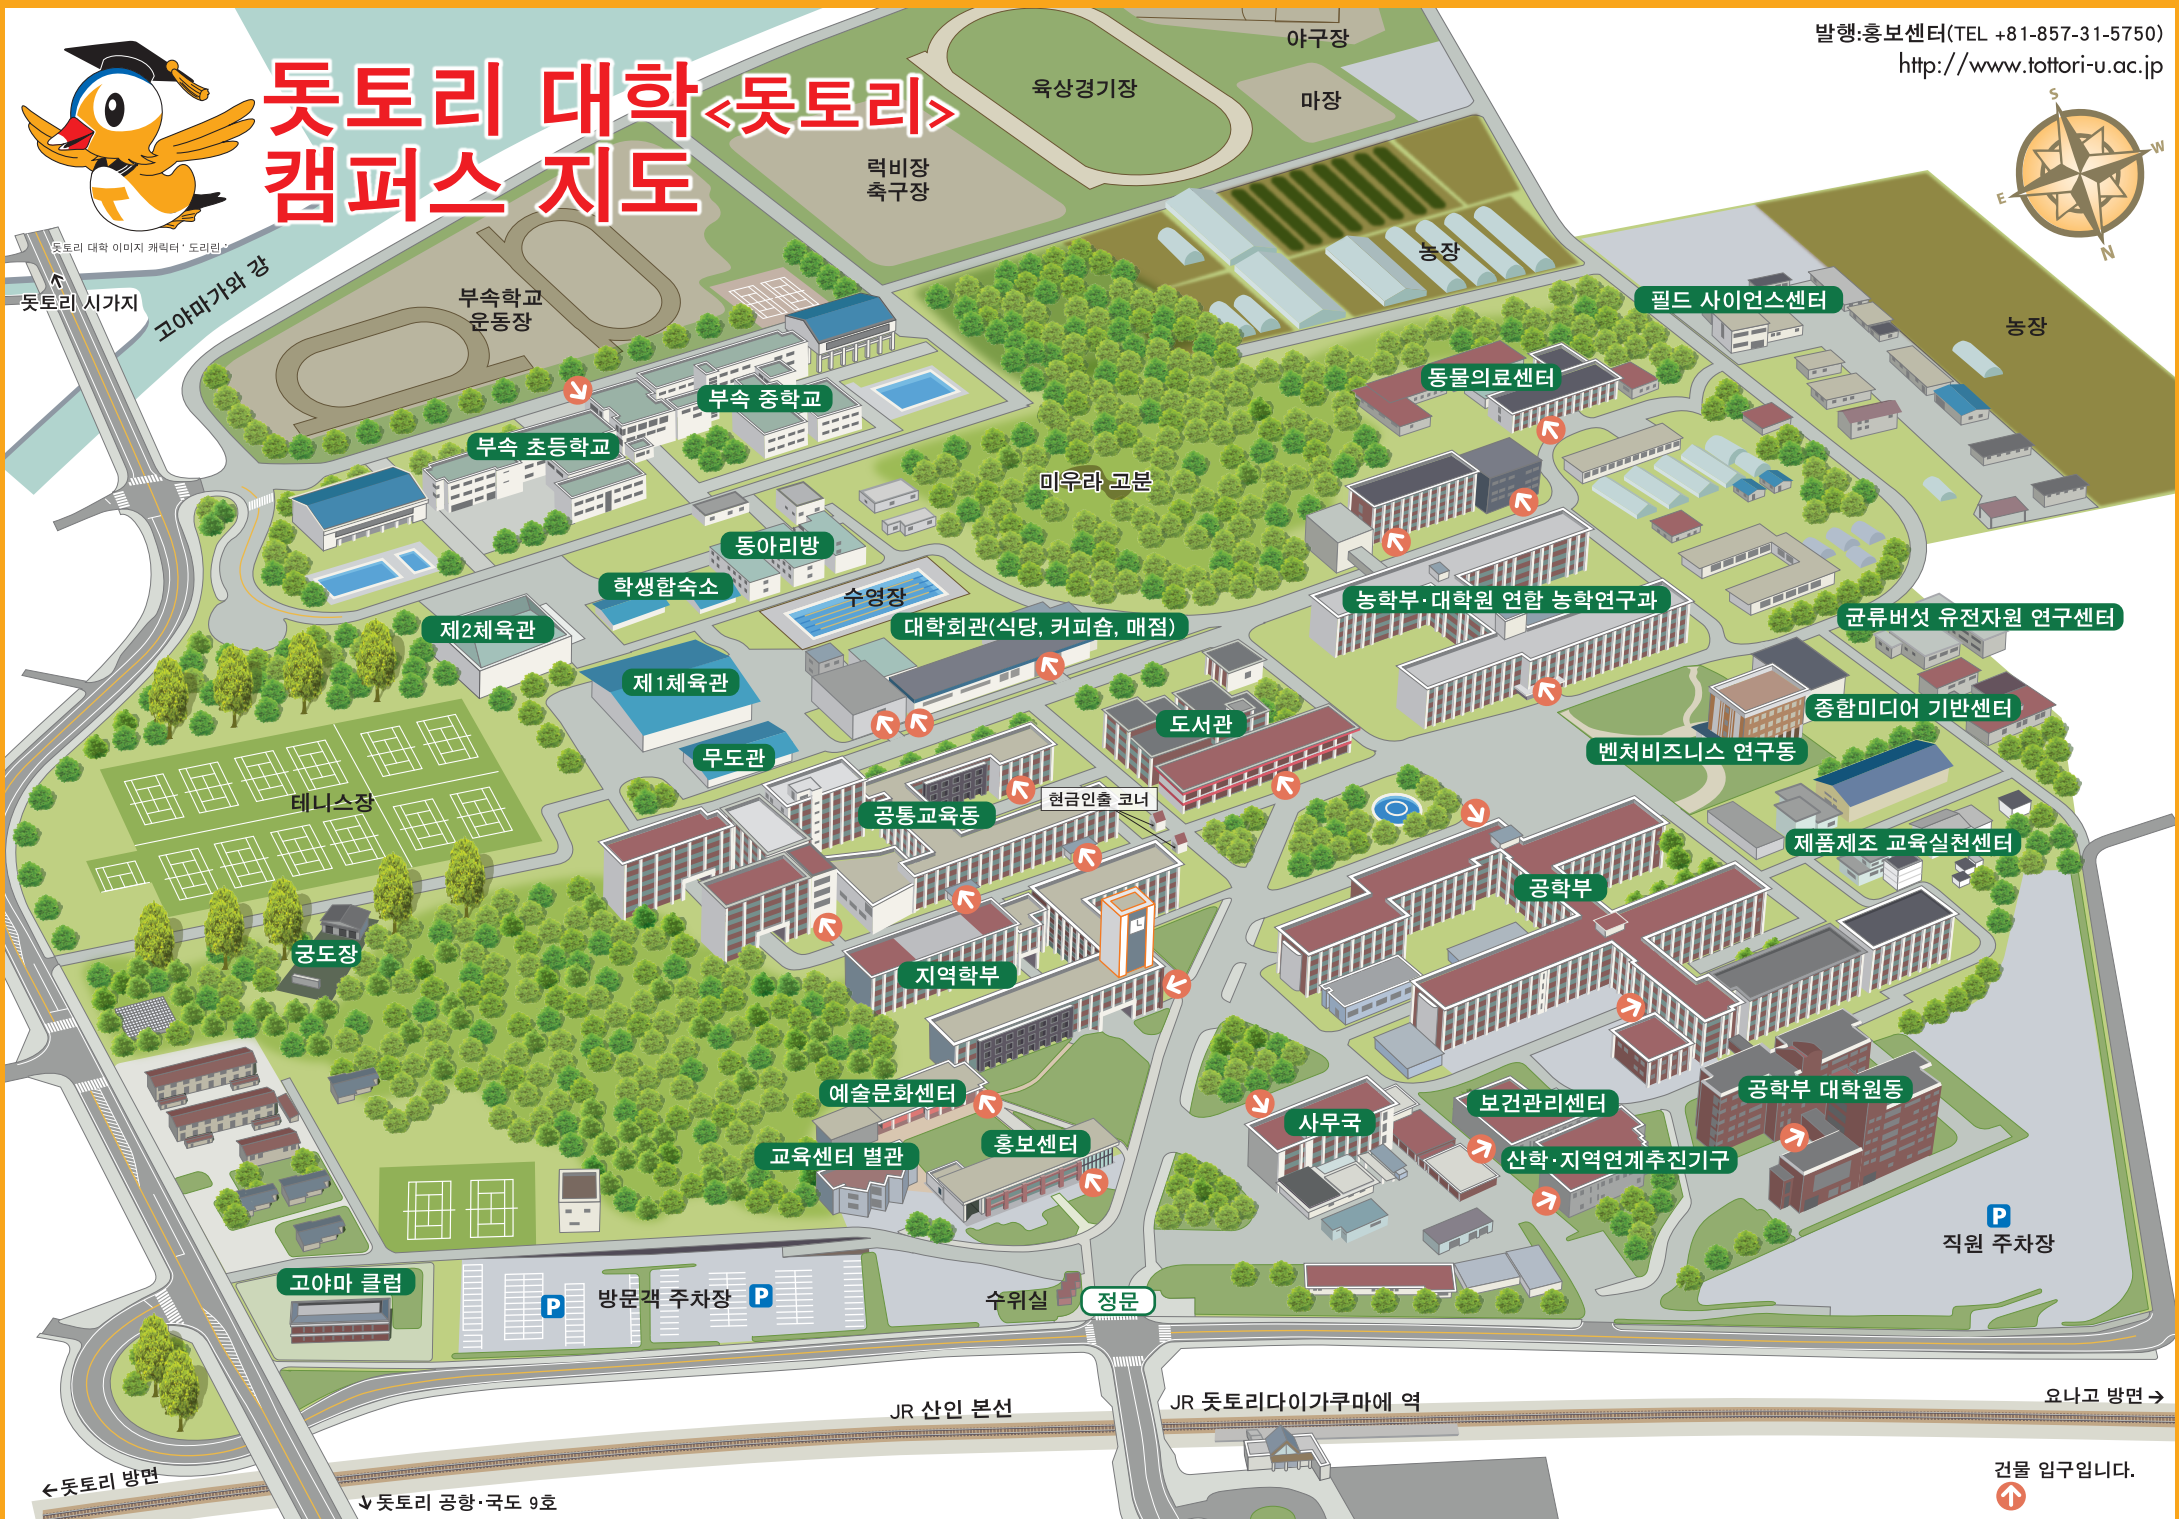 발행:홍보센터(TEL +81-857-31-5750)
http://www.tottori-u.ac.jp
돗토리 대학<돗토리>
캠퍼스 지도
돗토리 대학 이미지 캐릭터 ' 도리린 '
S
W
E
N
야구장
육상경기장
마장
럭비장
축구장
농장
돗토리 시가지
고야마가와 강
부속학교
운동장
필드 사이언스센터
농장
동물의료센터
부속 중학교
부속 초등학교
미우라 고분
동아리방
학생합숙소
수영장
제2체육관
대학회관(식당, 커피숍, 매점)
농학부·대학원 연합 농학연구과
균류버섯 유전자원 연구센터
제1체육관
도서관
종합미디어 기반센터
무도관
벤처비즈니스 연구동
테니스장
현금인출 코너
공통교육동
제품제조 교육실천센터
공학부
궁도장
지역학부
예술문화센터
사무국
보건관리센터
공학부 대학원동
홍보센터
교육센터 별관
산학·지역연계추진기구
P
직원 주차장
고야마 클럽
P
방문객 주차장
P
수위실
정문
JR 산인 본선
JR 돗토리다이가쿠마에 역
요나고 방면→
←돗토리 방면
↓돗토리 공항·국도 9호
건물 입구입니다.